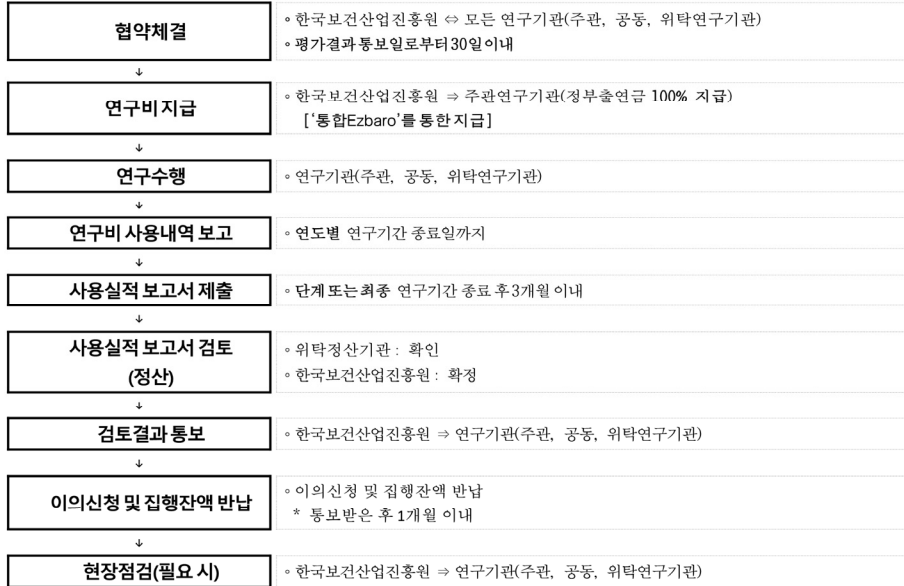 협약체결
◦ 한국보건산업진흥원 ⇔ 모든 연구기관(주관, 공동, 위탁연구기관)
◦ 평가결과 통보일로부터 30일 이내
↓
연구비 지급
◦ 한국보건산업진흥원 ⇒ 주관연구기관(정부출연금 100% 지급)
[‘통합Ezbaro’를 통한 지급]
↓
연구수행
◦ 연구기관(주관, 공동, 위탁연구기관)
↓
연구비 사용내역 보고
◦ 연도별 연구기간 종료일까지
↓
사용실적 보고서 제출
◦ 단계 또는 최종 연구기간 종료 후 3개월 이내
↓
사용실적 보고서 검토
(정산)
◦ 위탁정산기관 : 확인
◦ 한국보건산업진흥원 : 확정
↓
검토결과 통보
◦ 한국보건산업진흥원 ⇒ 연구기관(주관, 공동, 위탁연구기관)
↓
이의신청 및 집행잔액 반납
◦ 이의신청 및 집행잔액 반납
* 통보받은 후 1개월 이내
↓
현장점검(필요 시)
◦ 한국보건산업진흥원 ⇒ 연구기관(주관, 공동, 위탁연구기관)